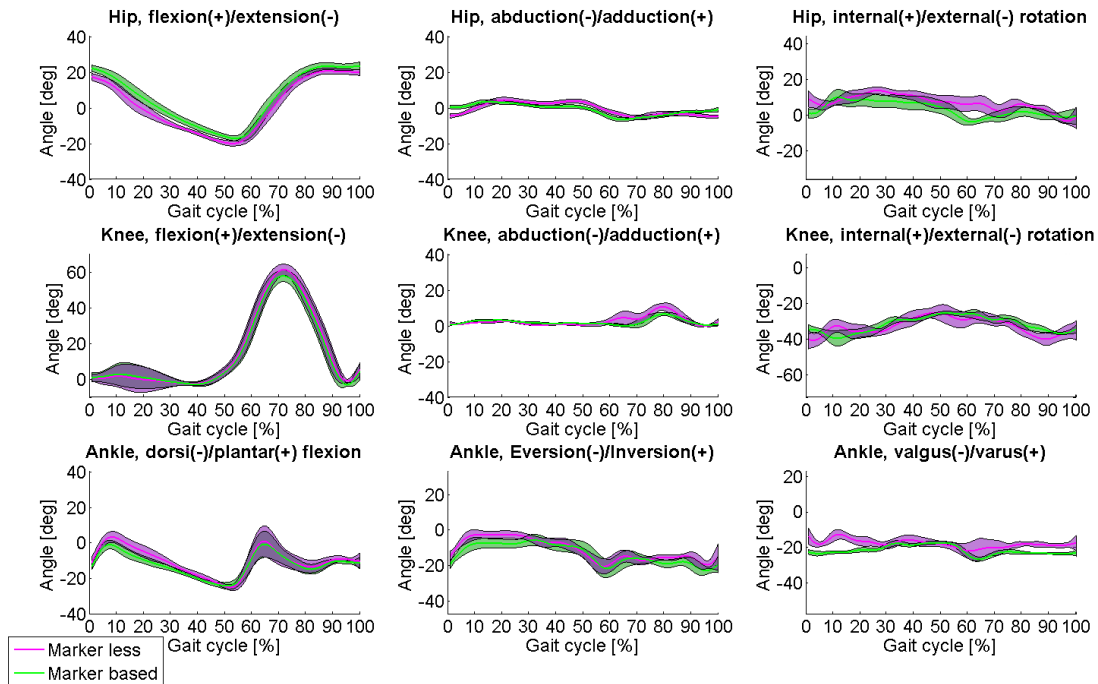 Hip, flexion(+)/extension(-)
Hip, abduction(-)/adduction(+)
Hip, internal(+)/external(-) rotation
40
20
0
-20
-40
Angle [deg]
0 10 20 30 40 50 60 70 80 90 100
Gait cycle [%]
40
20
0
-20
-40
Angle [deg]
0 10 20 30 40 50 60 70 80 90 100
Gait cycle [%]
40
20
0
-20
Angle [deg]
0 10 20 30 40 50 60 70 80 90 100
Gait cycle [%]
Knee, flexion(+)/extension(-)
Knee, abduction(-)/adduction(+)
Knee, internal(+)/external(-) rotation
60
40
20
0
Angle [deg]
0 10 20 30 40 50 60 70 80 90 100
Gait cycle [%]
40
20
0
-20
-40
Angle [deg]
0 10 20 30 40 50 60 70 80 90 100
Gait cycle [%]
0
-20
-40
-60
Angle [deg]
0 10 20 30 40 50 60 70 80 90 100
Gait cycle [%]
Ankle, dorsi(-)/plantar(+) flexion
Ankle, Eversion(-)/Inversion(+)
Ankle, valgus(-)/varus(+)
40
20
0
-20
-40
Angle [deg]
0 10 20 30 40 50 60 70 80 90 100
Gait cycle [%]
20
0
-20
-40
Angle [deg]
0 10 20 30 40 50 60 70 80 90 100
Gait cycle [%]
20
0
-20
-40
Angle [deg]
0 10 20 30 40 50 60 70 80 90 100
Gait cycle [%]
Marker less
Marker based